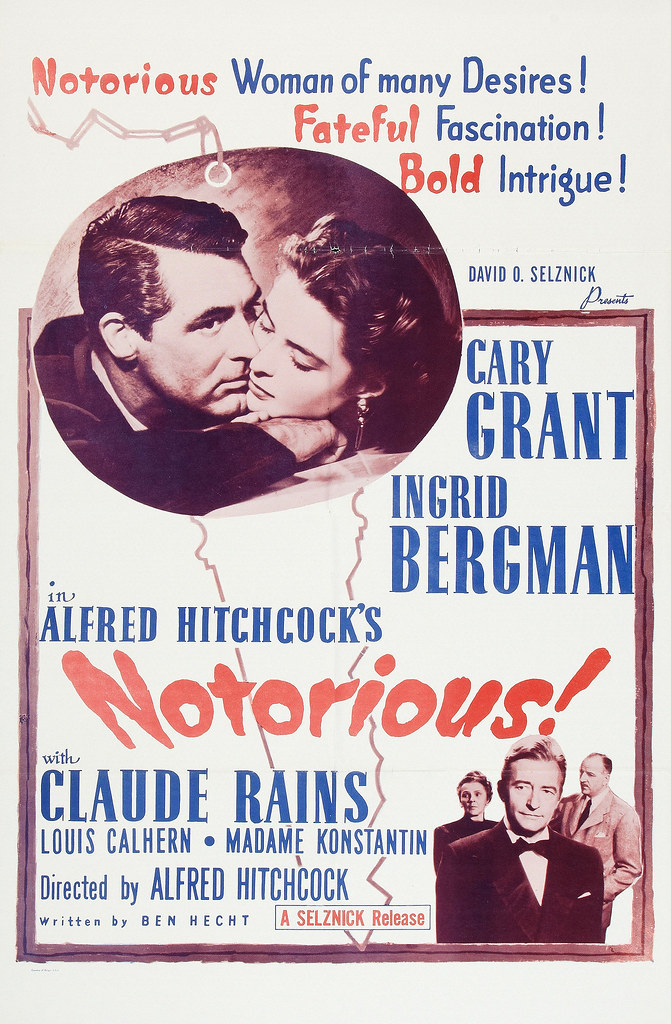 Notorious Woman of many Desires!
Fateful Fascination!
Bold Intrigue!
DAVID O. SELZNICK
Presents
CARY
GRANT
INGRID
BERGMAN
in
ALFRED HITCHCOCK'S
Notorious!
with
CLAUDE RAINS
LOUIS CALHERN • MADAME KONSTANTIN
Directed by ALFRED HITCHCOCK
Written by BEN HECHT
A SELZNICK Release